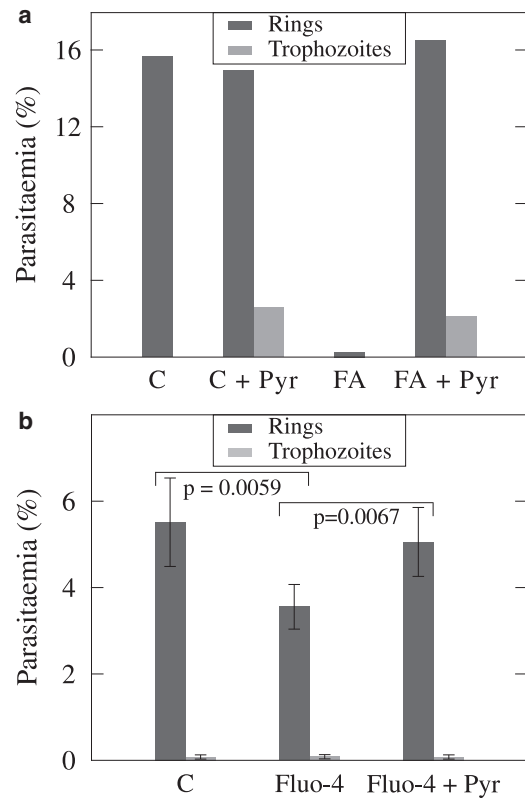 a
Rings
Trophozoites
Parasitaemia (%)
16
12
8
4
0
C
C + Pyr
FA
FA + Pyr
b
Rings
Trophozoites
Parasitaemia (%)
p = 0.0059
p=0.0067
6
4
2
0
C
Fluo-4
Fluo-4 + Pyr